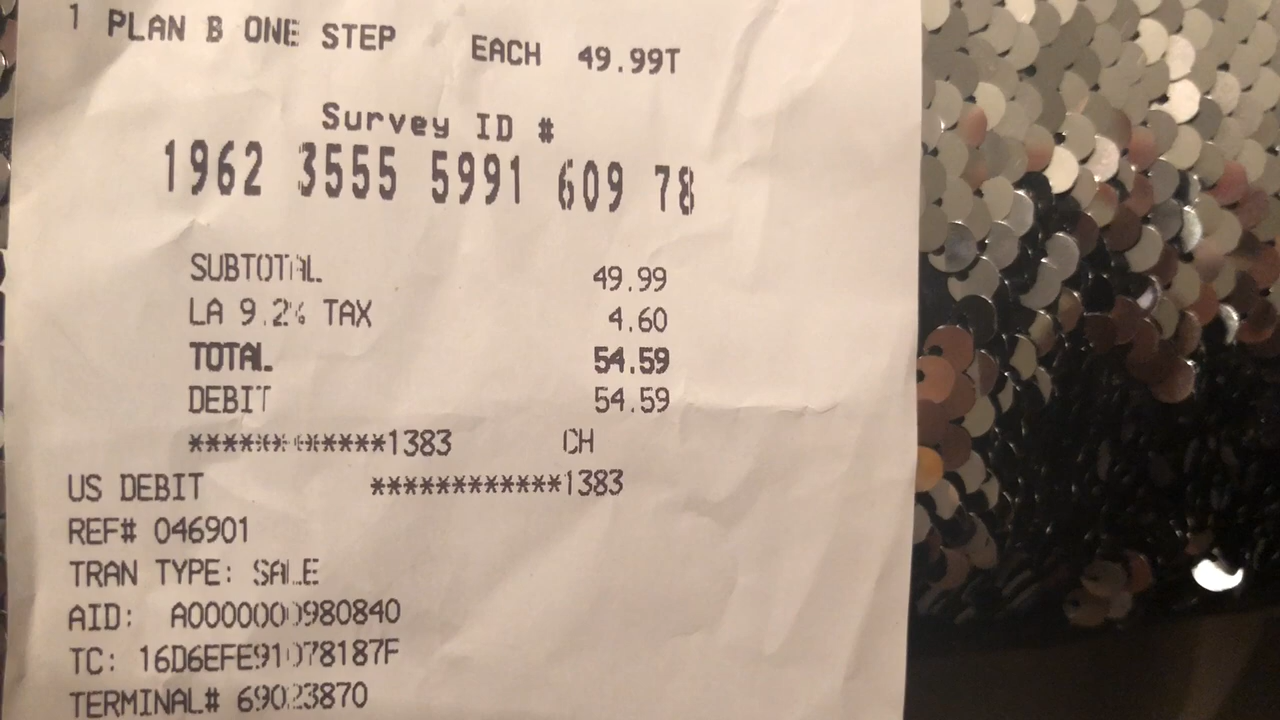 1 PLAN B ONE STEP EACH 49.99T
Survey ID #
1962 3555 5991 609 78
SUBTOTAL 49.99
LA 9.2% TAX 4.60
TOTAL 54.59
DEBIT 54.59
************1383 CH
US DEBIT ************1383
REF# 046901
TRAN TYPE: SALE
AID: A0000000980840
TC: 16D6EFE91078187F
TERMINAL# 69023870